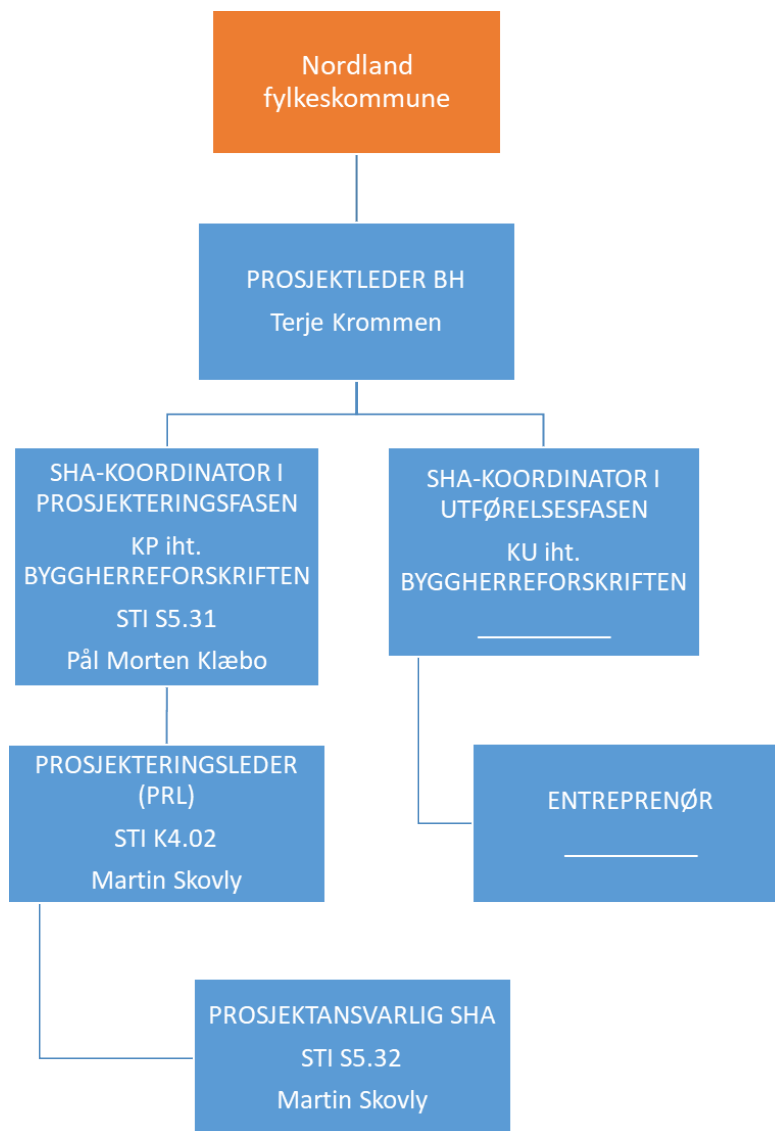 Nordland
fylkeskommune
PROSJEKTLEDER BH
Terje Krommen
SHA-KOORDINATOR I
PROSJEKTERINGSFASEN
KP iht.
BYGGHERREFORSKRIFTEN
STI S5.31
Pål Morten Klæbo
SHA-KOORDINATOR I
UTFØRELSESFASEN
KU iht.
BYGGHERREFORSKRIFTEN
__________
PROSJEKTERINGSLEDER
(PRL)
STI K4.02
Martin Skovly
ENTREPRENØR
__________
PROSJEKTANSVARLIG SHA
STI S5.32
Martin Skovly